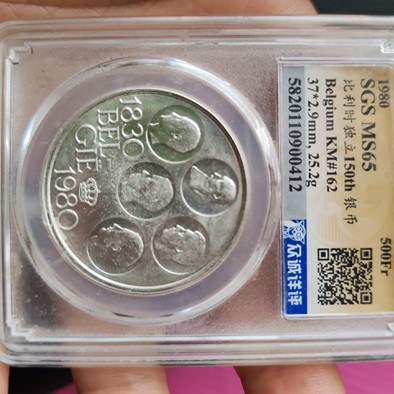 1980
SGS MS65
比利时独立150th 银币
Belgium KM#162
37*2.9mm, 25.2g
5820110900412
500Fr
众诚详评
1830
BEL-
GIE
1980